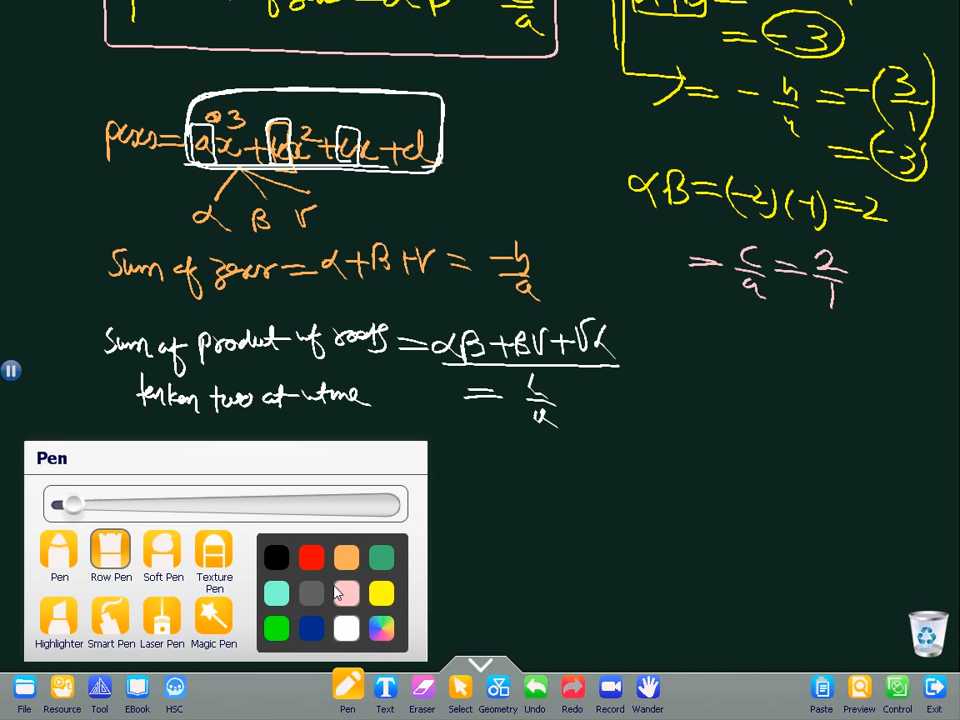 a
= -3
= - b/a = -(3/1)
= (-3)
p(x) = ax³+bx²+cx+d
α β γ
αβ = (-2)(-1) = 2
Sum of zeros = α+β+γ = -b/a
= c/a = 2/1
Sum of product of roots = αβ+βγ+γα
taken two at a time = c/a
Pen
Pen Row Pen Soft Pen Texture Pen
Highlighter Smart Pen Laser Pen Magic Pen
File Resource Tool EBook HSC Pen Text Eraser Select Geometry Undo Redo Record Wander Paste Preview Control Exit